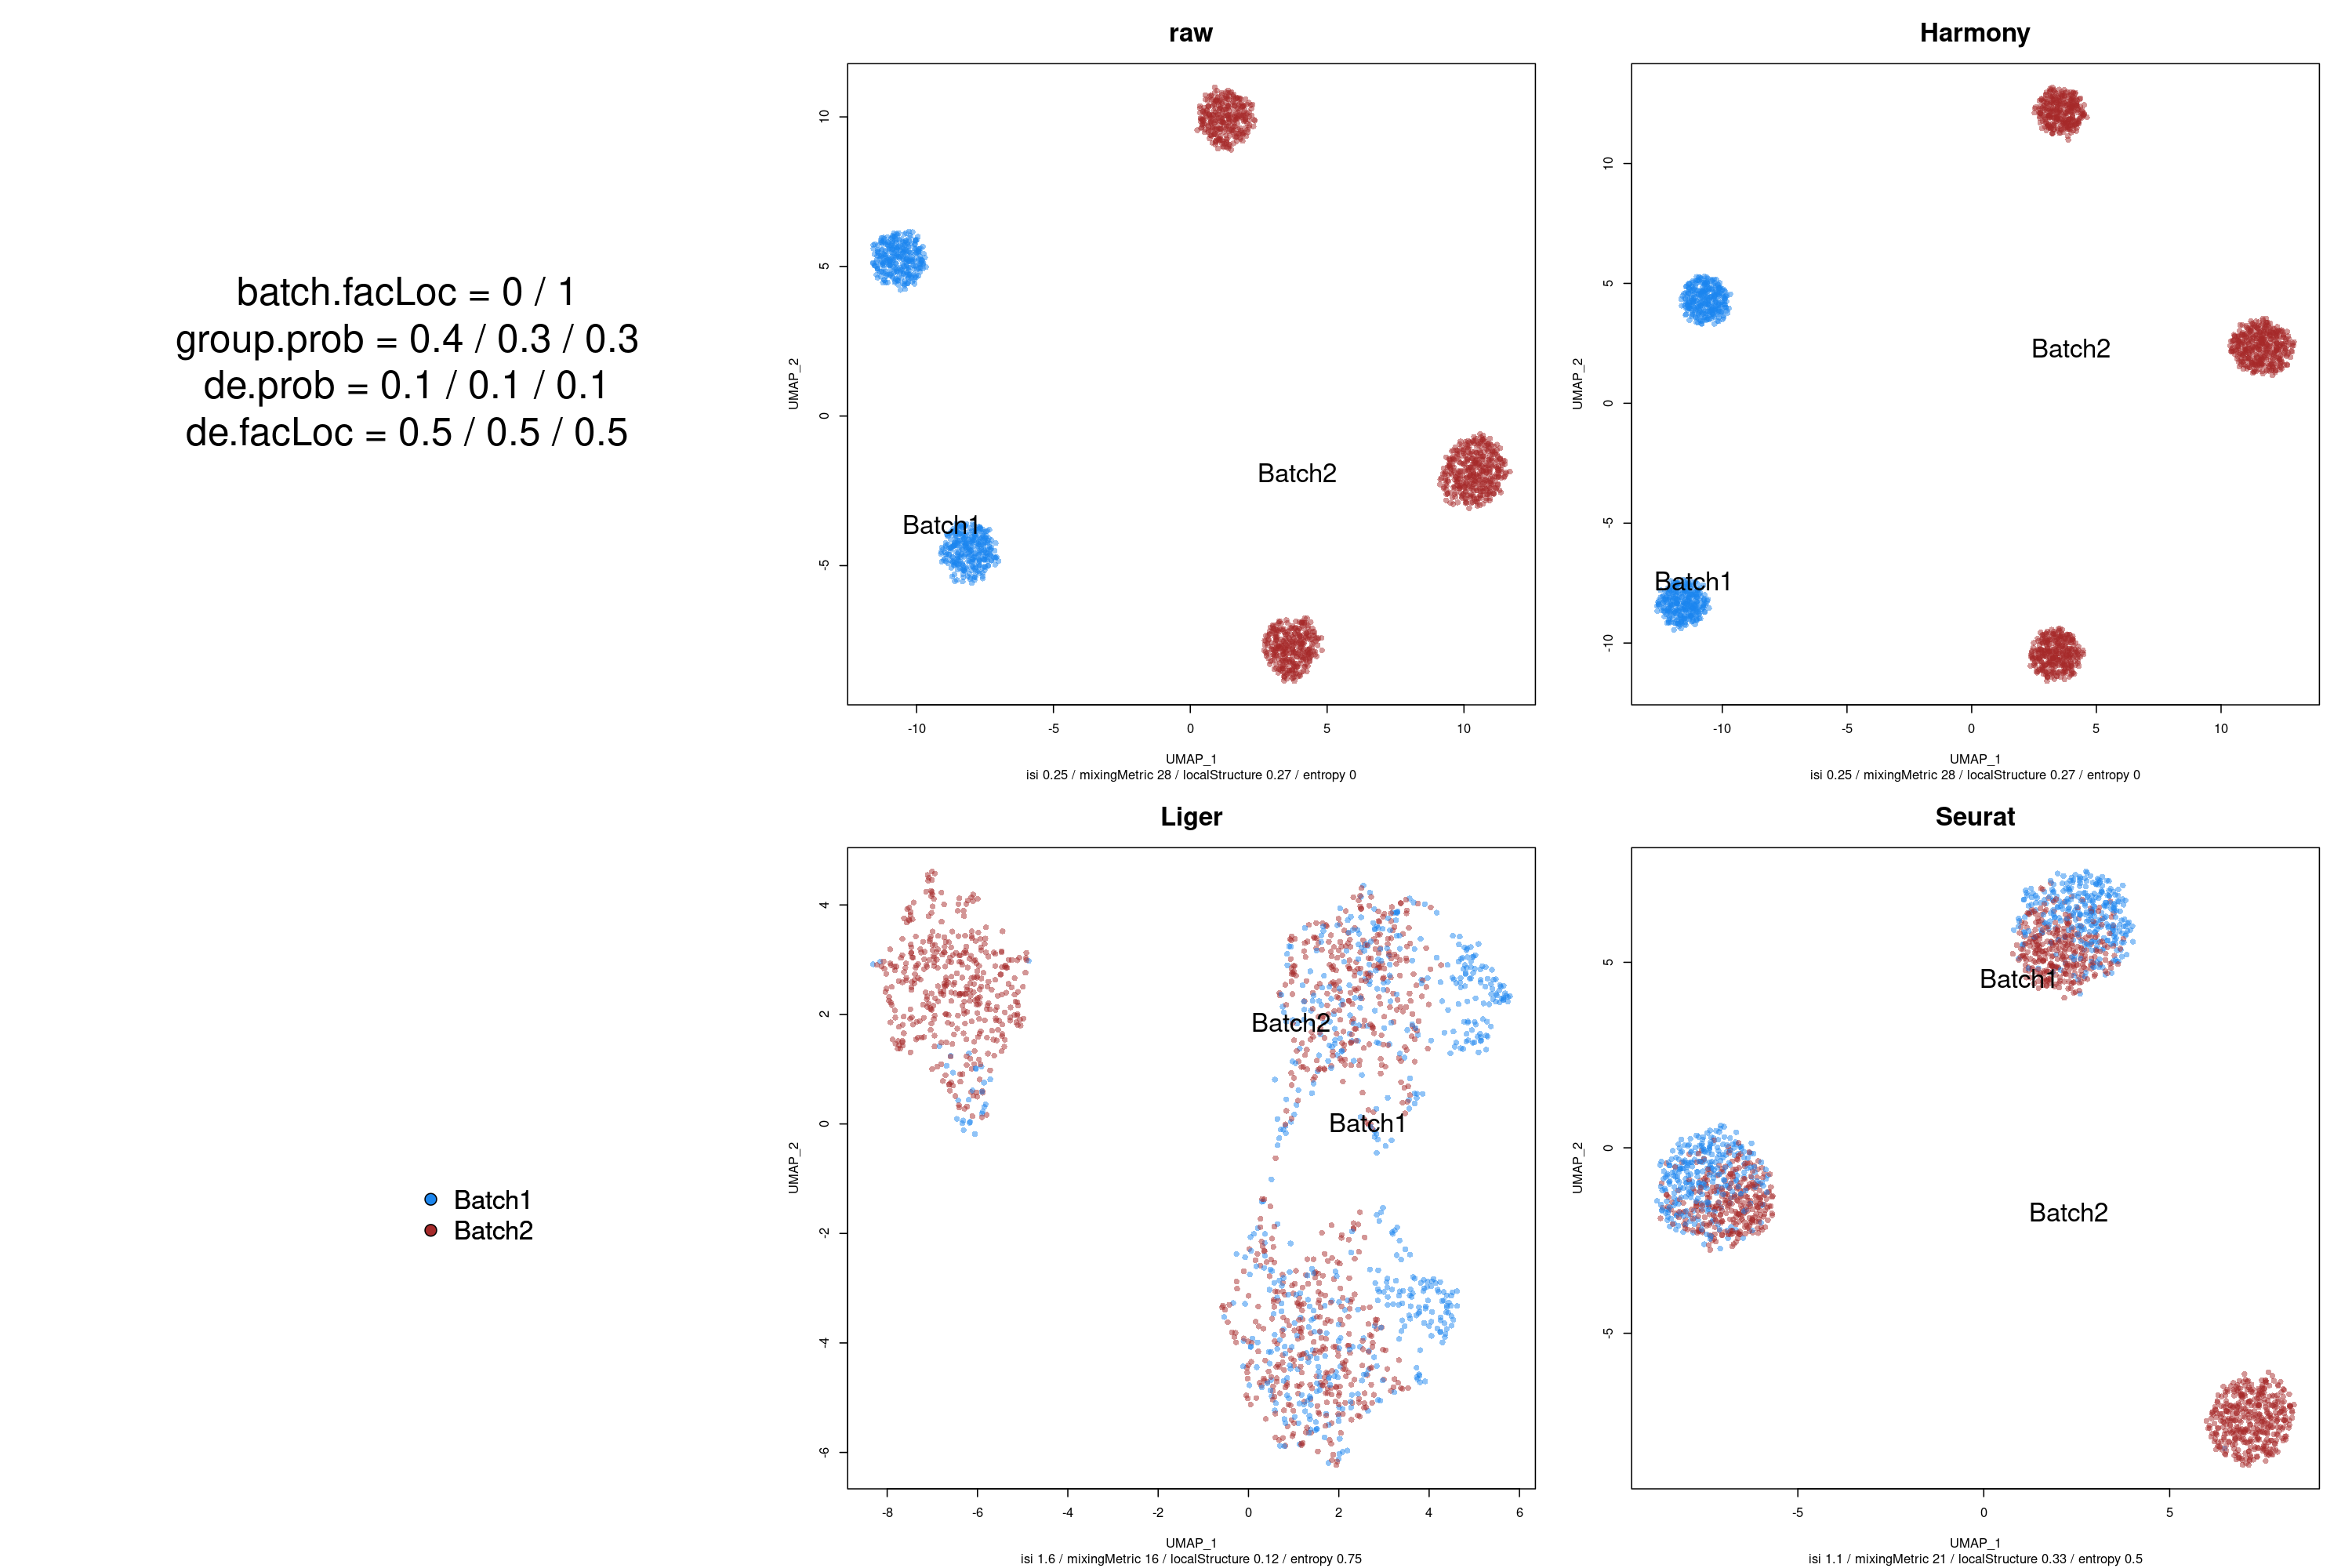 batch.facLoc = 0 / 1
group.prob = 0.4 / 0.3 / 0.3
de.prob = 0.1 / 0.1 / 0.1
de.facLoc = 0.5 / 0.5 / 0.5
raw
10
5
0
-5
UMAP_2
Batch2
Batch1
-10 -5 0 5 10
UMAP_1
isi 0.25 / mixingMetric 28 / localStructure 0.27 / entropy 0
Harmony
10
5
0
-5
-10
UMAP_2
Batch2
Batch1
-10 -5 0 5 10
UMAP_1
isi 0.25 / mixingMetric 28 / localStructure 0.27 / entropy 0
Batch1
Batch2
Liger
4
2
0
-2
-4
-6
UMAP_2
Batch2
Batch1
-8 -6 -4 -2 0 2 4 6
UMAP_1
isi 1.6 / mixingMetric 16 / localStructure 0.12 / entropy 0.75
Seurat
5
0
-5
UMAP_2
Batch1
Batch2
-5 0 5
UMAP_1
isi 1.1 / mixingMetric 21 / localStructure 0.33 / entropy 0.5